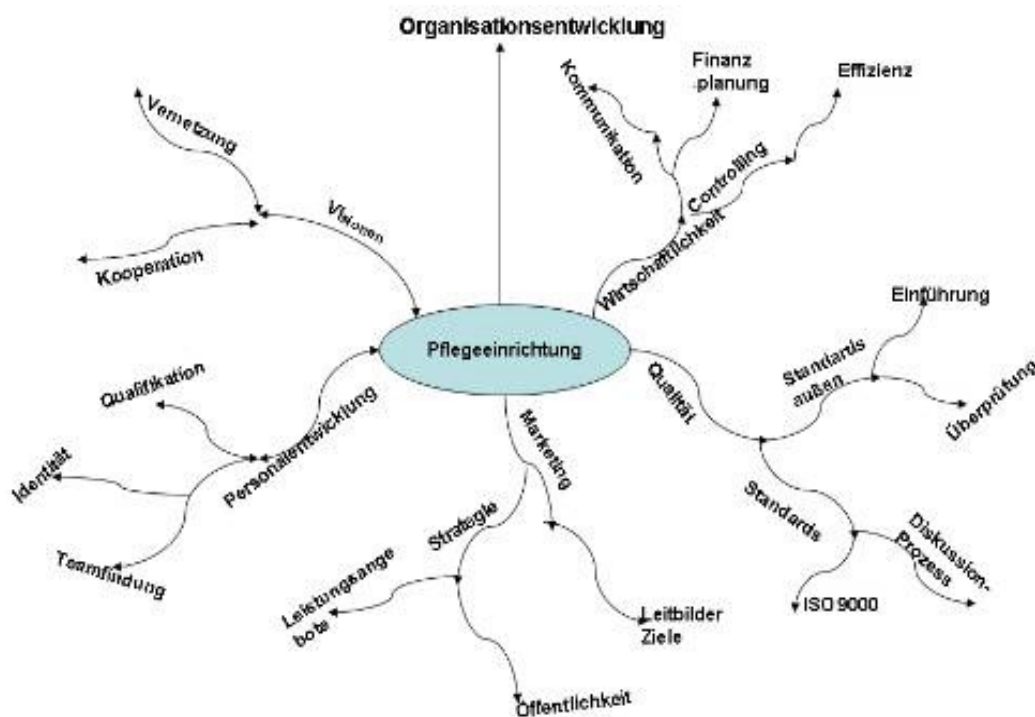 Organisationsentwicklung
Vernetzung
Visionen
Kooperation
Kommunikation
Finanz
-planung
Effizienz
Controlling
Wirtschaftlichkeit
Pflegeeinrichtung
Einführung
Standards
außen
Überprüfung
Qualität
Standards
Diskussion-
Prozess
ISO 9000
Marketing
Strategie
Leistungsange
bote
Leitbilder
Ziele
Öffentlichkeit
Qualifikation
Personalentwicklung
Identität
Teamfindung